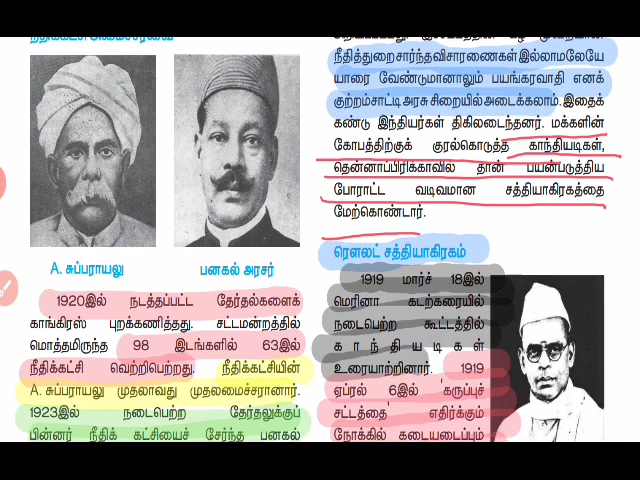 நீதிக்கட்சி அமைச்சரவை
A. சுப்பராயலு
பனகல் அரசர்
1920இல் நடத்தப்பட்ட தேர்தல்களைக்
காங்கிரஸ் புறக்கணித்தது. சட்டமன்றத்தில்
மொத்தமிருந்த 98 இடங்களில் 63இல்
நீதிக்கட்சி வெற்றிபெற்றது. நீதிக்கட்சியின்
A. சுப்பராயலு முதலாவது முதலமைச்சரானார்.
1923இல் நடைபெற்ற தேர்தலுக்குப்
பின்னர் நீதிக் கட்சியைச் சேர்ந்த பனகல்
நீதித்துறை சார்ந்த விசாரணைகள் இல்லாமலேயே
யாரை வேண்டுமானாலும் பயங்கரவாதி எனக்
குற்றம்சாட்டி அரசு சிறையில் அடைக்கலாம். இதைக்
கண்டு இந்தியர்கள் திகிலடைந்தனர். மக்களின்
கோபத்திற்குக் குரல்கொடுத்த காந்தியடிகள்,
தென்னாப்பிரிக்காவில் தான் பயன்படுத்திய
போராட்ட வடிவமான சத்தியாகிரகத்தை
மேற்கொண்டார்.
ரௌலட் சத்தியாகிரகம்
1919 மார்ச் 18இல்
மெரினா கடற்கரையில்
நடைபெற்ற கூட்டத்தில்
காந்தியடிகள்
உரையாற்றினார். 1919
ஏப்ரல் 6இல் 'கருப்புச்
சட்டத்தை' எதிர்க்கும்
நோக்கில் கடையடைப்பும்